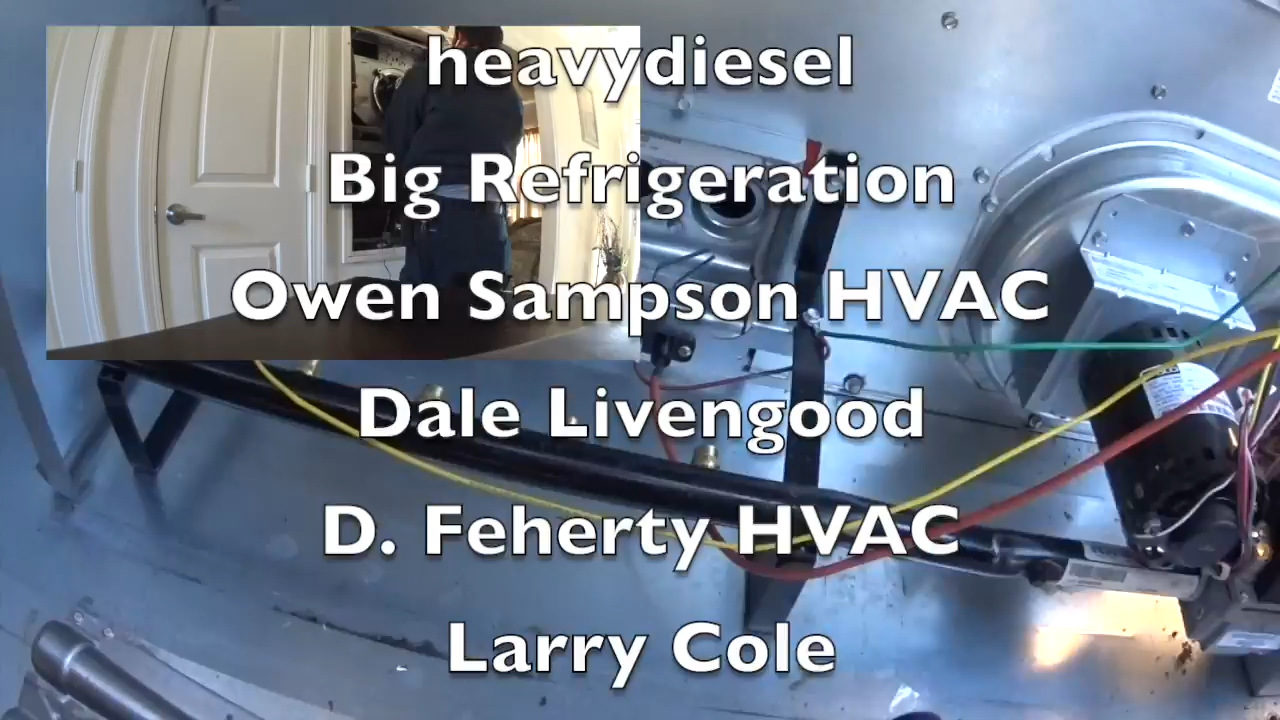 heavydiesel
Big Refrigeration
Owen Sampson HVAC
Dale Livengood
D. Feherty HVAC
Larry Cole